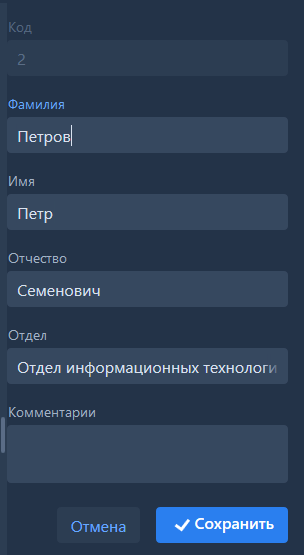 Код
2
Фамилия
Петров
Имя
Петр
Отчество
Семенович
Отдел
Отдел информационных технологи
Комментарии
Отмена
Сохранить